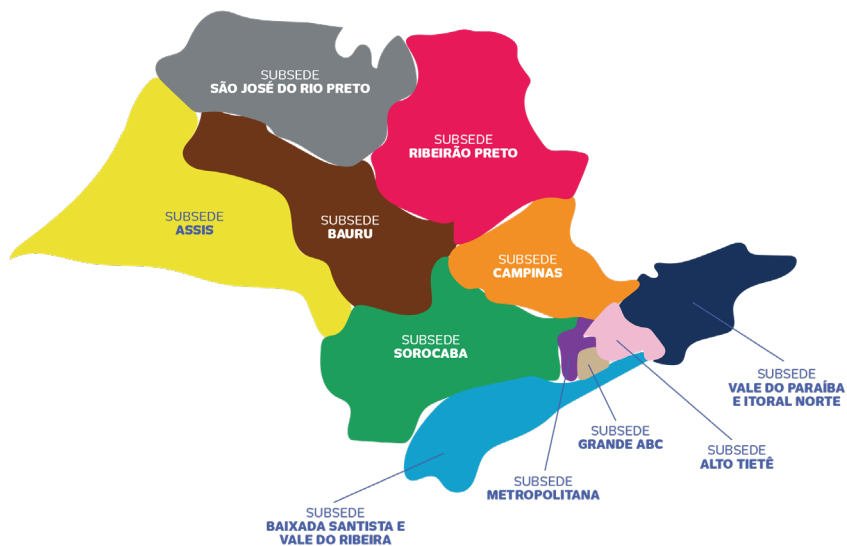 SUBSEDE
SÃO JOSÉ DO RIO PRETO
SUBSEDE
RIBEIRÃO PRETO
SUBSEDE
ASSIS
SUBSEDE
BAURU
SUBSEDE
CAMPINAS
SUBSEDE
SOROCABA
SUBSEDE
VALE DO PARAÍBA
E ITORAL NORTE
SUBSEDE
GRANDE ABC
SUBSEDE
ALTO TIETÊ
SUBSEDE
METROPOLITANA
SUBSEDE
BAIXADA SANTISTA E
VALE DO RIBEIRA